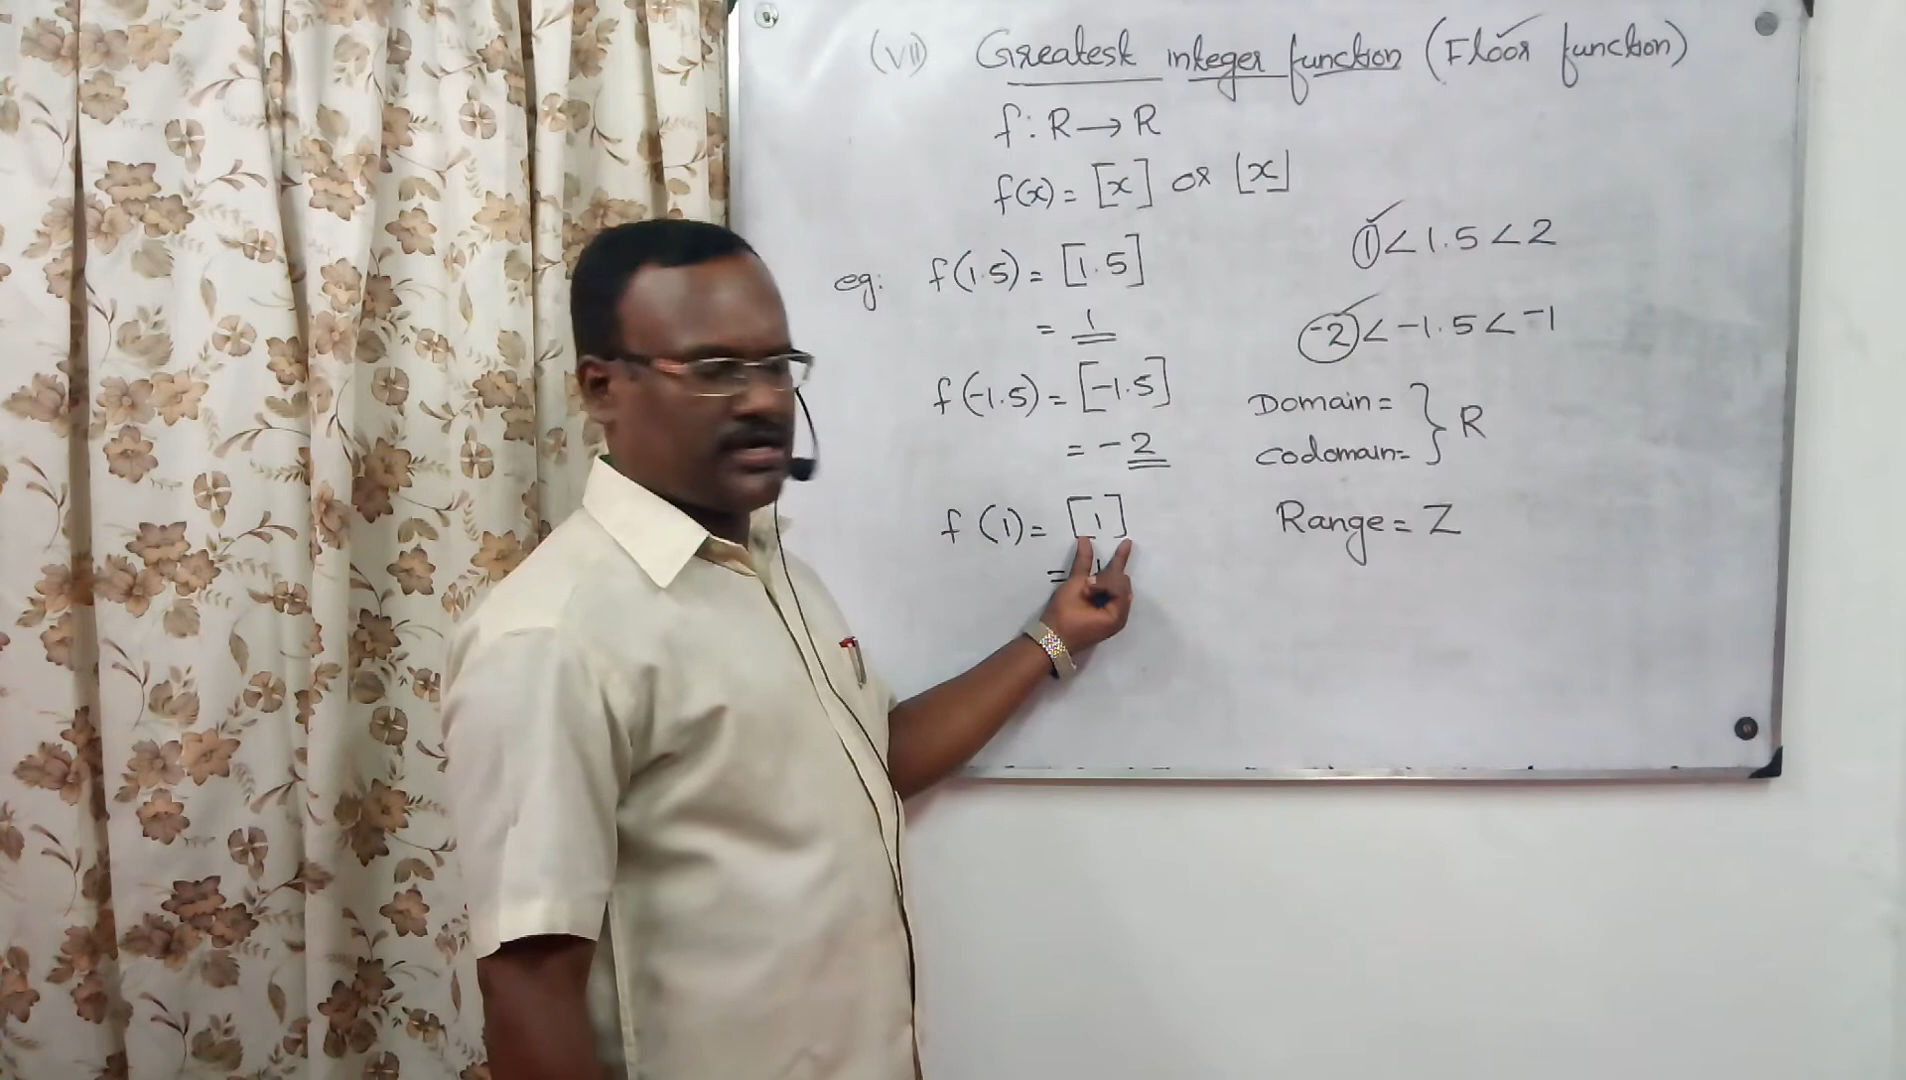 (VII) Greatest integer function (Floor function)
f : R → R
f(x) = [x] or ⌊x⌋
eg: f(1.5) = [1.5]
= 1
f(-1.5) = [-1.5]
= -2
f(1) = [1]
= 1
1 < 1.5 < 2
-2 < -1.5 < -1
Domain =
codomain= } R
Range = Z